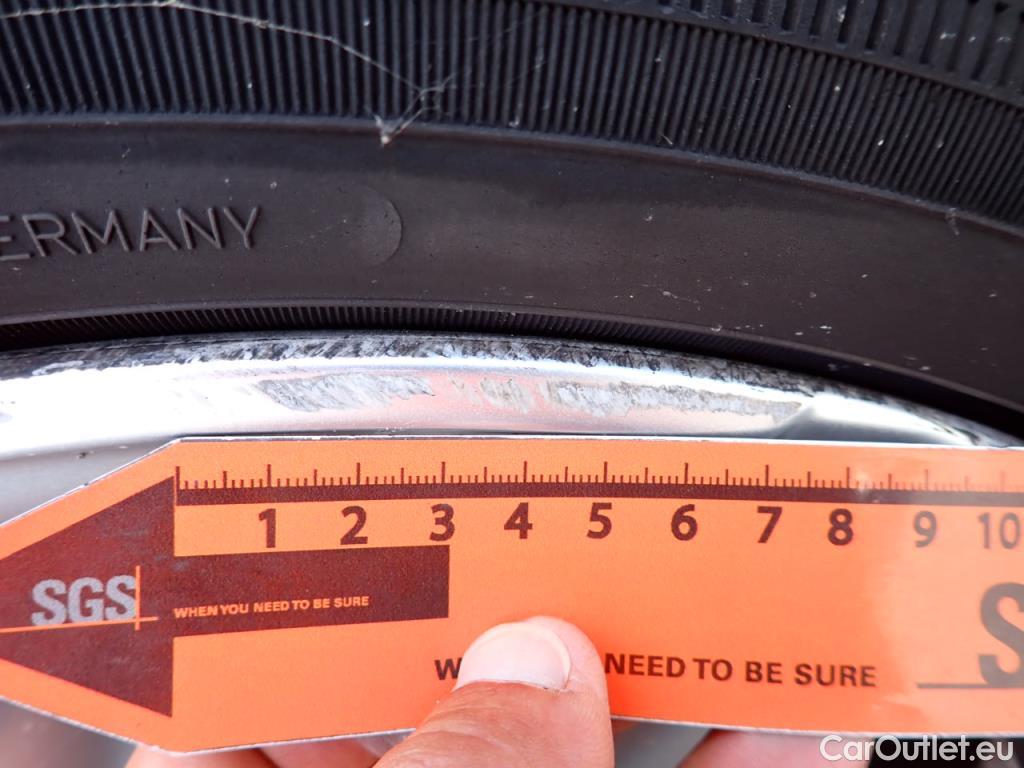 ERMANY
1 2 3 4 5 6 7 8 9 10
SGS
WHEN YOU NEED TO BE SURE
NEED TO BE SURE
CarOutlet.eu